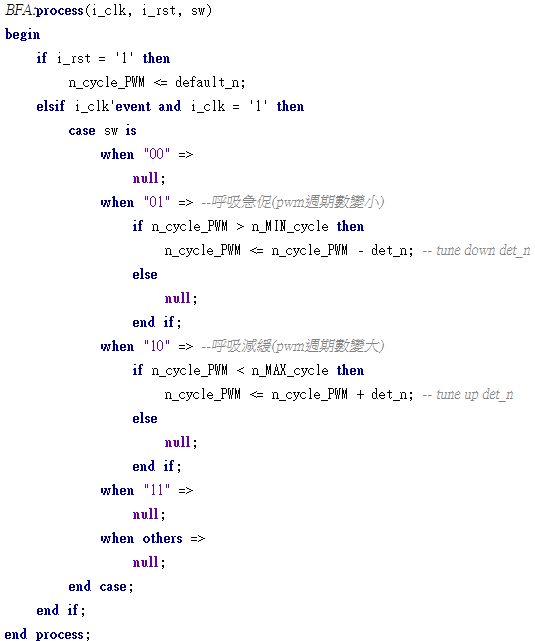 BFA:process(i_clk, i_rst, sw)
begin
    if i_rst = '1' then
        n_cycle_PWM <= default_n;
    elsif i_clk'event and i_clk = '1' then
        case sw is
            when "00" =>
                null;
            when "01" => --呼吸急促(pwm週期數變小)
                if n_cycle_PWM > n_MIN_cycle then
                    n_cycle_PWM <= n_cycle_PWM - det_n; -- tune down det_n
                else
                    null;
                end if;
            when "10" => --呼吸減緩(pwm週期數變大)
                if n_cycle_PWM < n_MAX_cycle then
                    n_cycle_PWM <= n_cycle_PWM + det_n; -- tune up det_n
                else
                    null;
                end if;
            when "11" =>
                null;
            when others =>
                null;
        end case;
    end if;
end process;